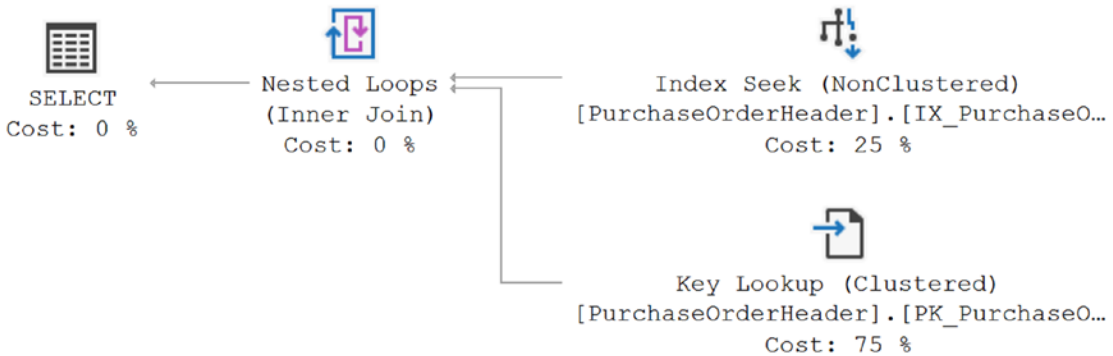 SELECT
Cost: 0 %
Nested Loops
(Inner Join)
Cost: 0 %
Index Seek (NonClustered)
[PurchaseOrderHeader].[IX_PurchaseO…
Cost: 25 %
Key Lookup (Clustered)
[PurchaseOrderHeader].[PK_PurchaseO…
Cost: 75 %